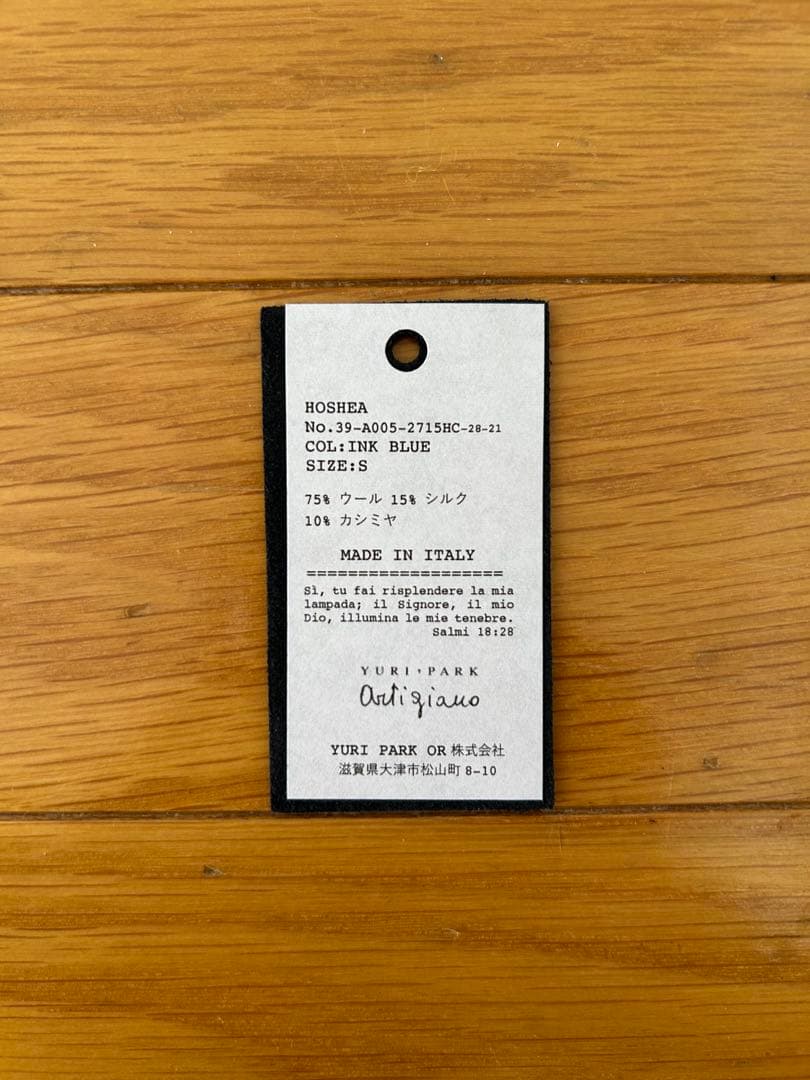 HOSHEA
No.39-A005-2715HC-28-21
COL:INK BLUE
SIZE:S
75% ウール 15% シルク
10% カシミヤ
MADE IN ITALY
===================
Sì, tu fai risplendere la mia
lampada; il Signore, il mio
Dio, illumina le mie tenebre.
Salmi 18:28
YURI・PARK
artigiano
YURI PARK OR 株式会社
滋賀県大津市松山町 8-10